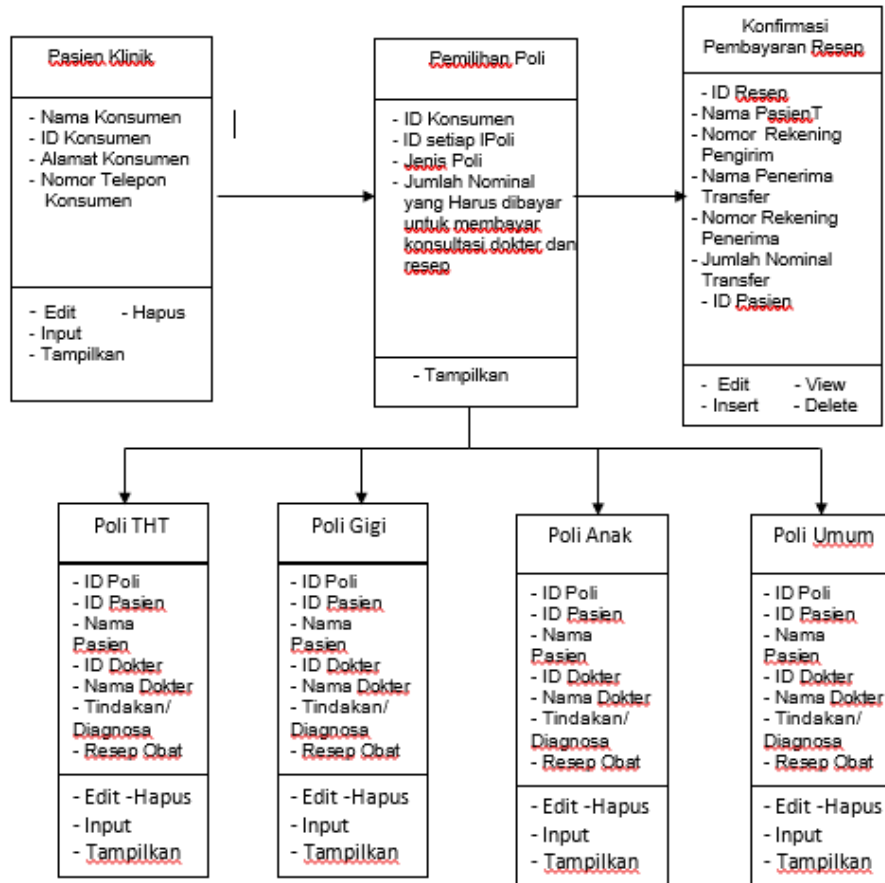 Pasien Klinik
- Nama Konsumen
- ID Konsumen
- Alamat Konsumen
- Nomor Telepon
Konsumen
- Edit - Hapus
- Input
- Tampilkan
Pemilihan Poli
- ID Konsumen
- ID setiap IPoli
- Jenis Poli
- Jumlah Nominal
yang Harus dibayar
untuk membayar
konsultasi dokter dan
resep
- Tampilkan
Konfirmasi
Pembayaran Resep
- ID Resep
- Nama PasienT
- Nomor Rekening
Pengirim
- Nama Penerima
Transfer
- Nomor Rekening
Penerima
- Jumlah Nominal
Transfer
- ID Pasien
- Edit - View
- Insert - Delete
Poli THT
- ID Poli
- ID Pasien
- Nama
Pasien
- ID Dokter
- Nama Dokter
- Tindakan/
Diagnosa
- Resep Obat
- Edit -Hapus
- Input
- Tampilkan
Poli Gigi
- ID Poli
- ID Pasien
- Nama
Pasien
- ID Dokter
- Nama Dokter
- Tindakan/
Diagnosa
- Resep Obat
- Edit -Hapus
- Input
- Tampilkan
Poli Anak
- ID Poli
- ID Pasien
- Nama
Pasien
- ID Dokter
- Nama Dokter
- Tindakan/
Diagnosa
- Resep Obat
- Edit -Hapus
- Input
- Tampilkan
Poli Umum
- ID Poli
- ID Pasien
- Nama
Pasien
- ID Dokter
- Nama Dokter
- Tindakan/
Diagnosa
- Resep Obat
- Edit -Hapus
- Input
- Tampilkan